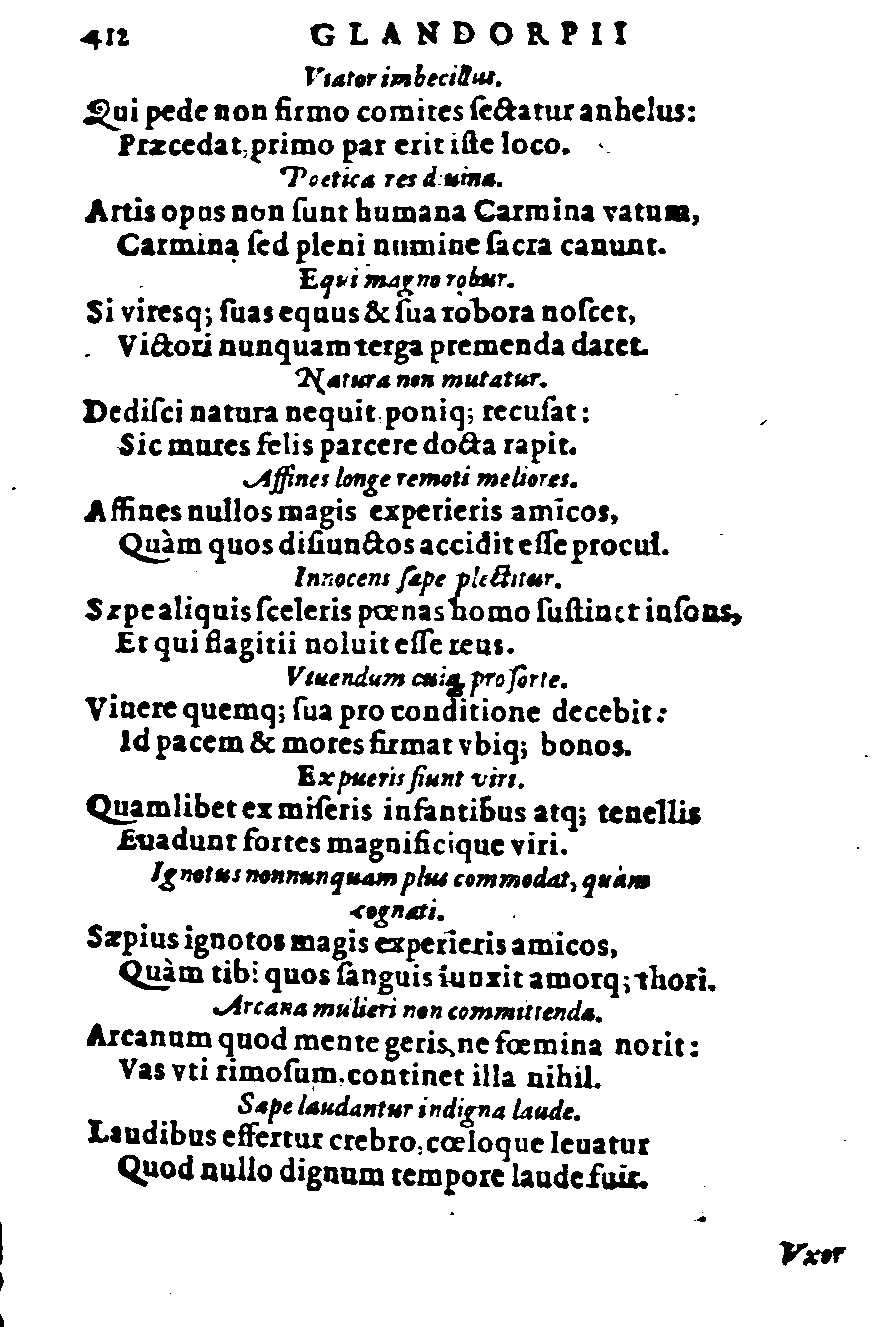 412 GLANDORPII
Viator imbecillus.
Qui pede non firmo comites ſectatur anhelus:
Præcedat, primo par erit iſte loco.
Poetica res diuina.
Artis opus non ſunt humana Carmina vatum,
Carmina ſed pleni numine ſacra canunt.
Equi magno robur.
Si viresq; ſuas equus & ſua robora noſcet,
Victori nunquam terga premenda daret.
Natura non mutatur.
Dediſci natura nequit poniq; recuſat:
Sic mures felis parcere docta rapit.
Affines longe remoti meliores.
Affines nullos magis experieris amicos,
Quàm quos diſiunctos accidit eſſe procul.
Innocens ſæpe plectitur.
Sæpe aliquis ſceleris pœnas homo ſuſtinet inſons,
Et qui flagitii noluit eſſe reus.
Viuendum cuiq; pro ſorte.
Viuere quemq; ſua pro conditione decebit:
Id pacem & mores firmat vbiq; bonos.
Ex pueris fiunt viri.
Quamlibet ex miſeris infantibus atq; tenellis
Euadunt fortes magnificique viri.
Ignotus nonnunquam plus commodat, quàm
cognati.
Sæpius ignotos magis experieris amicos,
Quàm tibi quos ſanguis iunxit amorq; thori.
Arcana mulieri non committenda.
Arcanum quod mente geris, ne fœmina norit:
Vas vti rimoſum, continet illa nihil.
Sæpe laudantur indigna laude.
Laudibus effertur crebro, cœloque leuatur
Quod nullo dignum tempore laude fuit.
Vxor